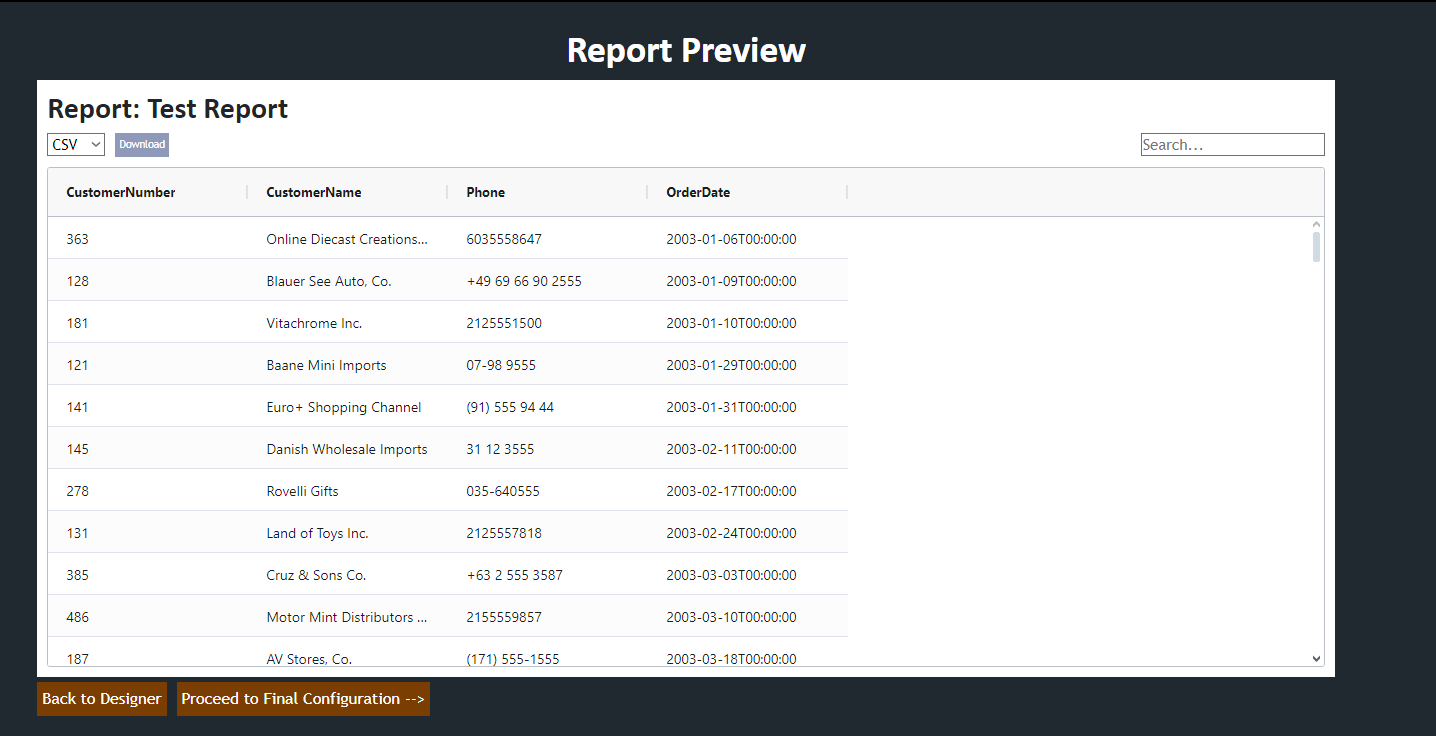 Report Preview
Report: Test Report
CSV Download Search...
CustomerNumber CustomerName Phone OrderDate
363 Online Diecast Creations... 6035558647 2003-01-06T00:00:00
128 Blauer See Auto, Co. +49 69 66 90 2555 2003-01-09T00:00:00
181 Vitachrome Inc. 2125551500 2003-01-10T00:00:00
121 Baane Mini Imports 07-98 9555 2003-01-29T00:00:00
141 Euro+ Shopping Channel (91) 555 94 44 2003-01-31T00:00:00
145 Danish Wholesale Imports 31 12 3555 2003-02-11T00:00:00
278 Rovelli Gifts 035-640555 2003-02-17T00:00:00
131 Land of Toys Inc. 2125557818 2003-02-24T00:00:00
385 Cruz & Sons Co. +63 2 555 3587 2003-03-03T00:00:00
486 Motor Mint Distributors ... 2155559857 2003-03-10T00:00:00
187 AV Stores, Co. (171) 555-1555 2003-03-18T00:00:00
Back to Designer Proceed to Final Configuration -->